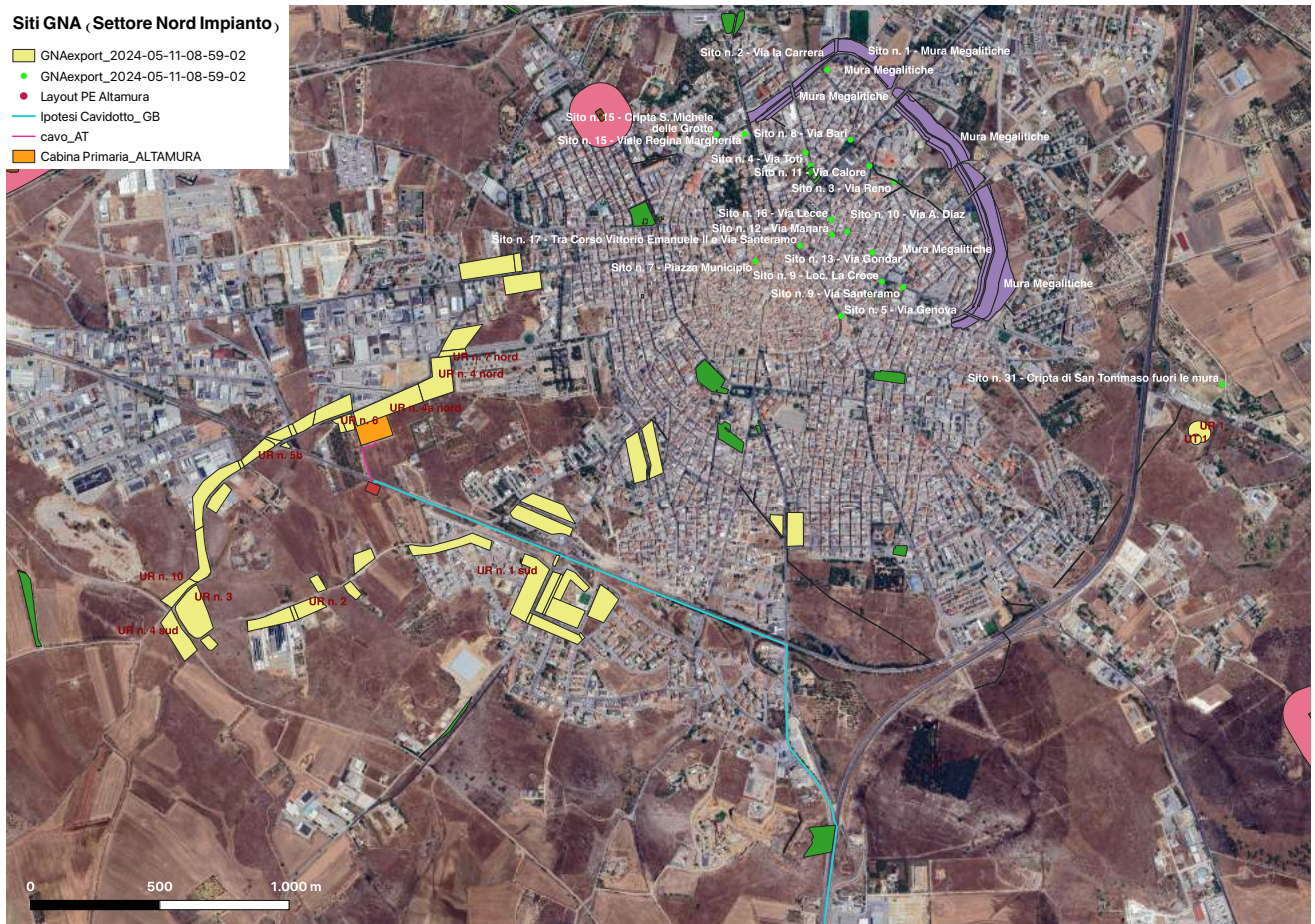 Siti GNA (Settore Nord Impianto)
GNAexport_2024-05-11-08-59-02
GNAexport_2024-05-11-08-59-02
Layout PE Altamura
Ipotesi Cavidotto_GB
cavo_AT
Cabina Primaria_ALTAMURA
Sito n. 2 - Via la Carrera
Sito n. 1 - Mura Megalitiche
Mura Megalitiche
Mura Megalitiche
Sito n. 15 - Cripta S. Michele
delle Grotte
Sito n. 15 - Viale Regina Margherita
Sito n. 8 - Via Bari
Mura Megalitiche
Sito n. 4 - Via Toti
Sito n. 11 - Via Calore
Sito n. 3 - Via Reno
Sito n. 16 - Via Lecce
Sito n. 10 - Via A. Diaz
Sito n. 12 - Via Manara
Sito n. 17 - Tra Corso Vittorio Emanuele II e Via Santeramo
Mura Megalitiche
Sito n. 13 - Via Gondar
Sito n. 7 - Piazza Municipio
Sito n. 9 - Loc. La Croce
Mura Megalitiche
Sito n. 9 - Via Santeramo
Sito n. 5 - Via Genova
UR n. 7 nord
UR n. 4 nord
Sito n. 31 - Cripta di San Tommaso fuori le mura
UR n. 4a nord
UR n. 6
UR 1
UT 1
UR n. 5b
UR n. 1 sud
UR n. 10
UR n. 3
UR n. 2
UR n. 4 sud
0 500 1.000 m